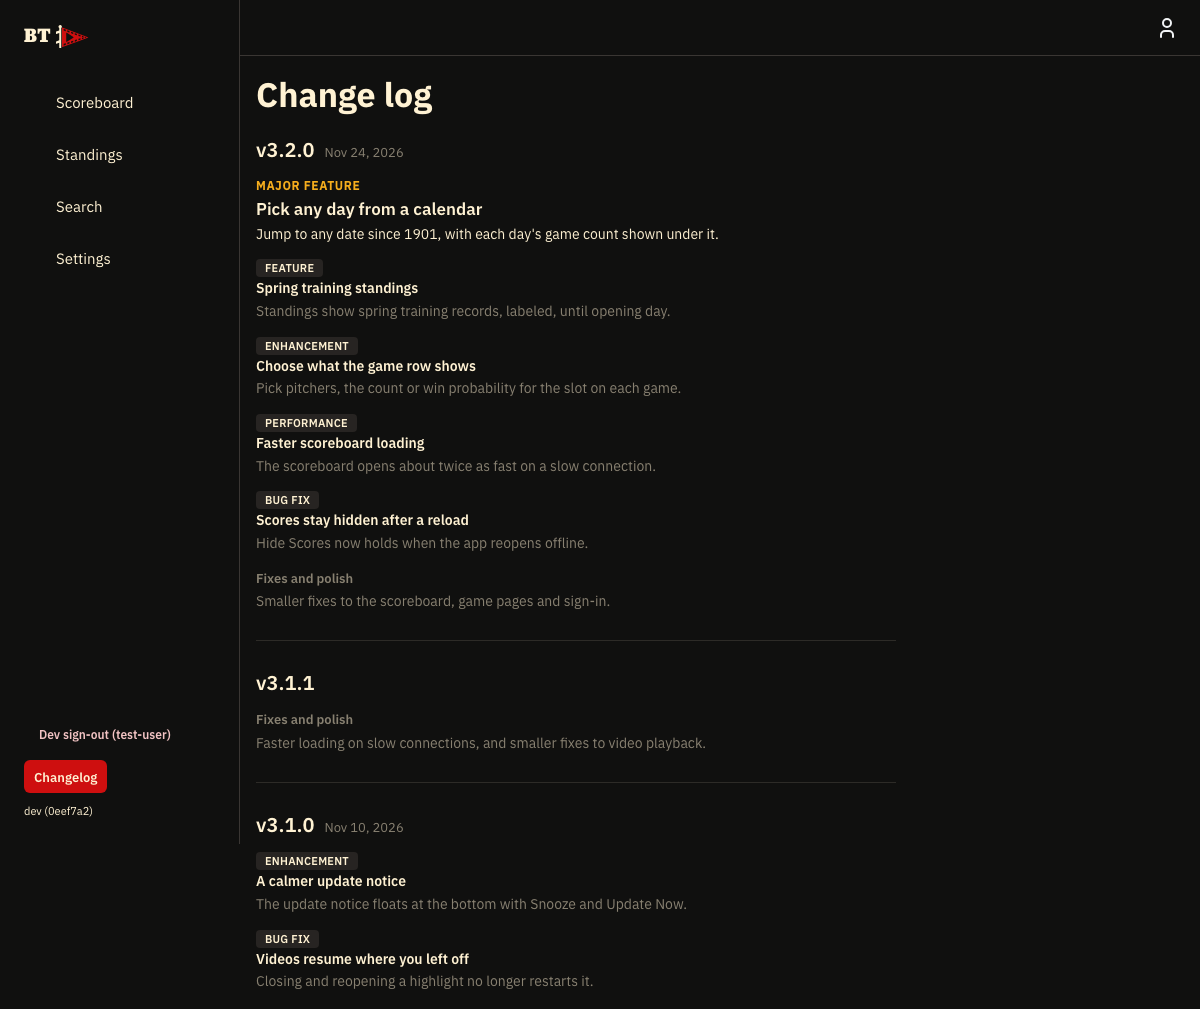 BT
Scoreboard
Standings
Search
Settings
Dev sign-out (test-user)
Changelog
dev (0eef7a2)
Change log
v3.2.0 Nov 24, 2026
MAJOR FEATURE
Pick any day from a calendar
Jump to any date since 1901, with each day's game count shown under it.
FEATURE
Spring training standings
Standings show spring training records, labeled, until opening day.
ENHANCEMENT
Choose what the game row shows
Pick pitchers, the count or win probability for the slot on each game.
PERFORMANCE
Faster scoreboard loading
The scoreboard opens about twice as fast on a slow connection.
BUG FIX
Scores stay hidden after a reload
Hide Scores now holds when the app reopens offline.
Fixes and polish
Smaller fixes to the scoreboard, game pages and sign-in.
v3.1.1
Fixes and polish
Faster loading on slow connections, and smaller fixes to video playback.
v3.1.0 Nov 10, 2026
ENHANCEMENT
A calmer update notice
The update notice floats at the bottom with Snooze and Update Now.
BUG FIX
Videos resume where you left off
Closing and reopening a highlight no longer restarts it.